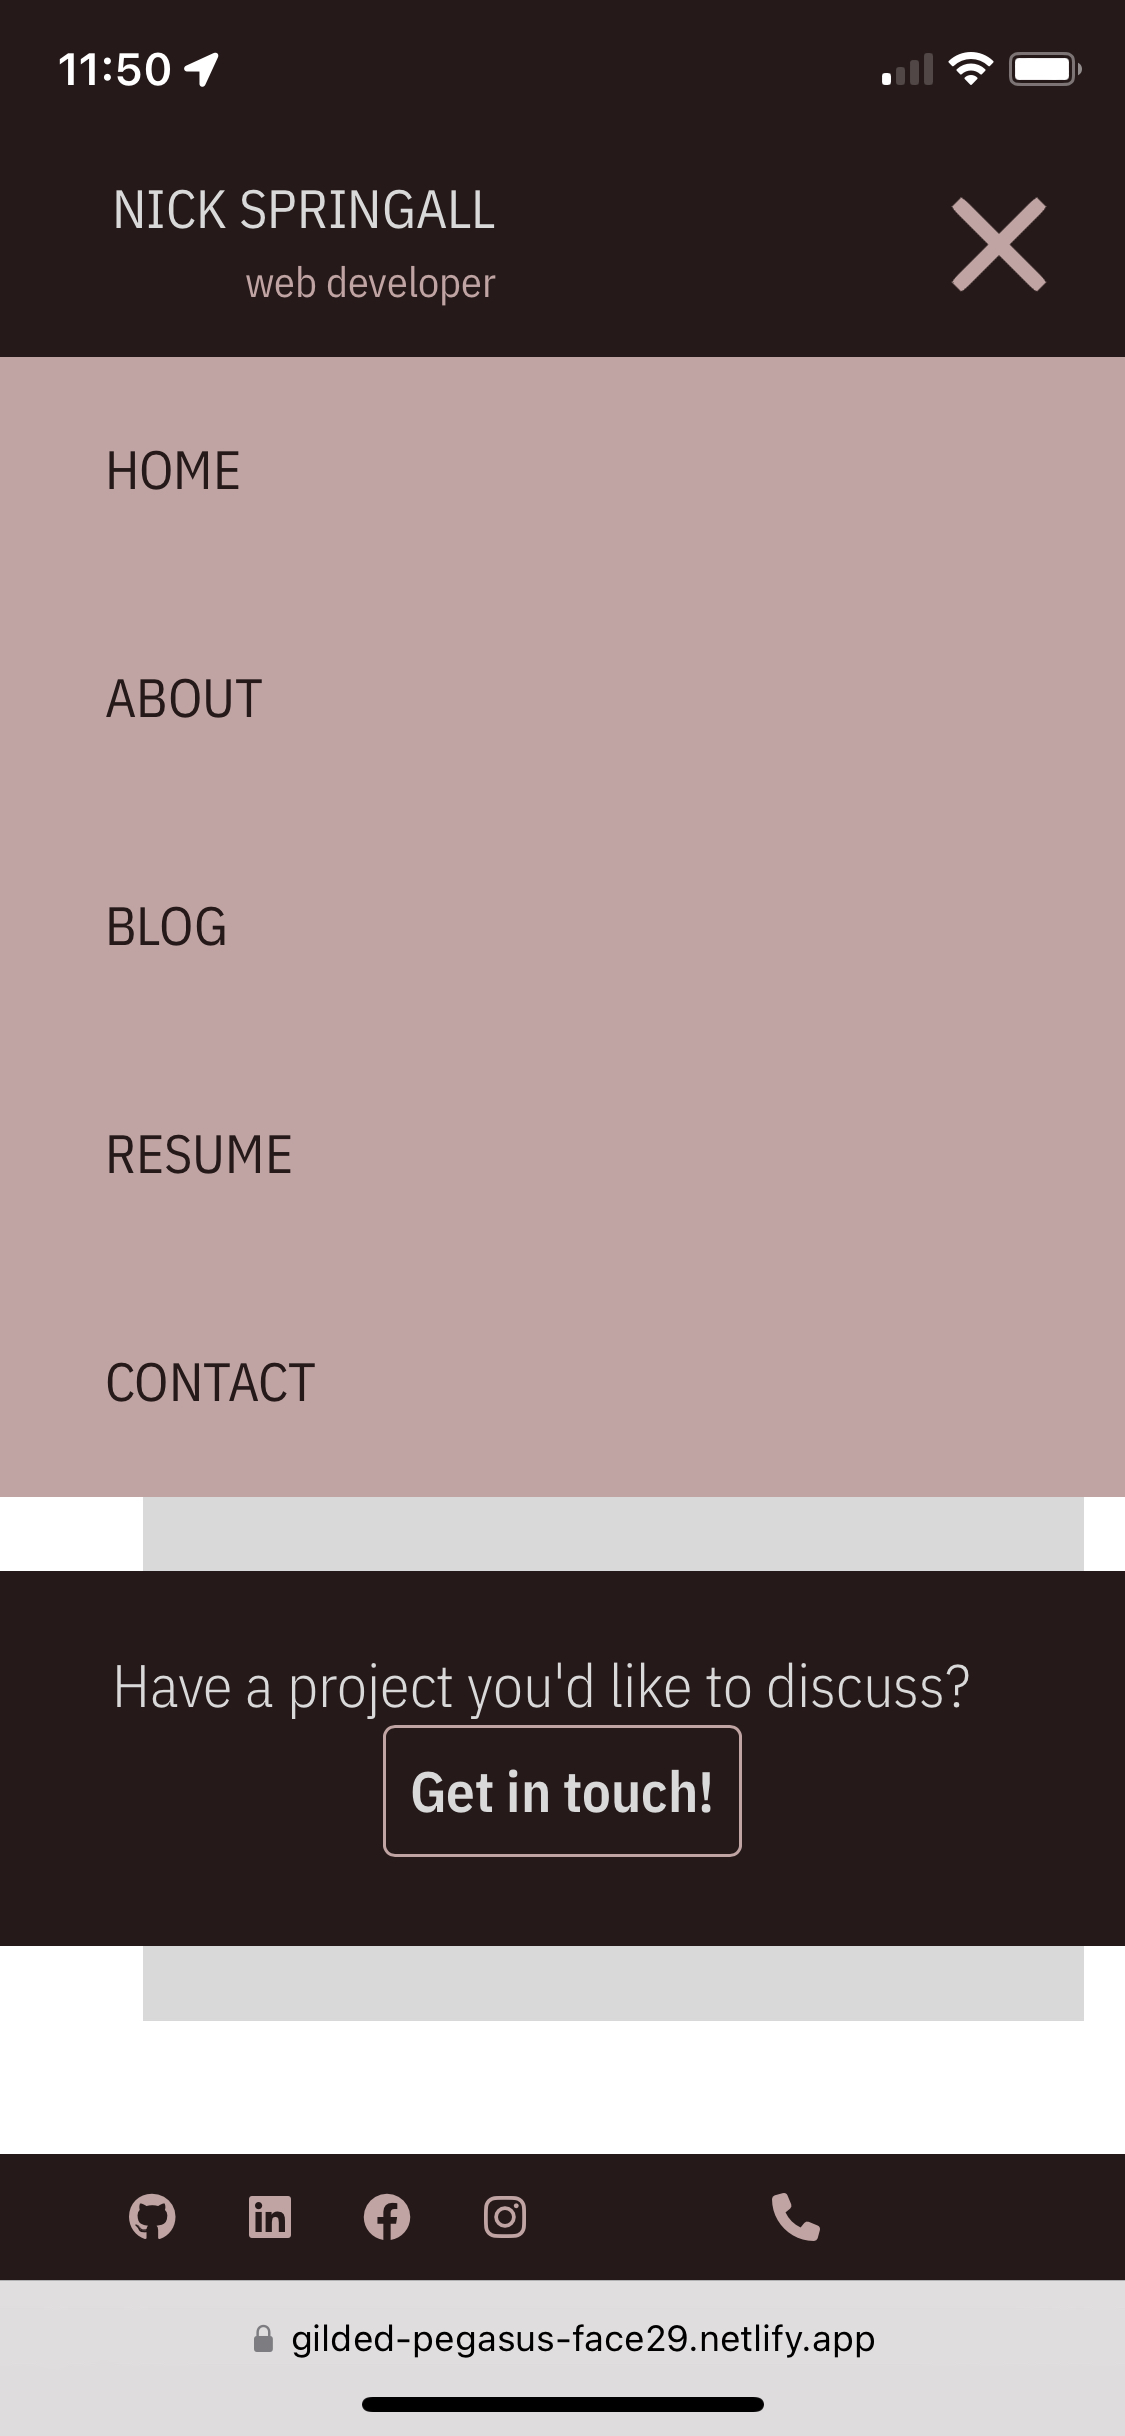 11:50
NICK SPRINGALL
web developer
HOME
ABOUT
BLOG
RESUME
CONTACT
Have a project you'd like to discuss?
Get in touch!
in
gilded-pegasus-face29.netlify.app